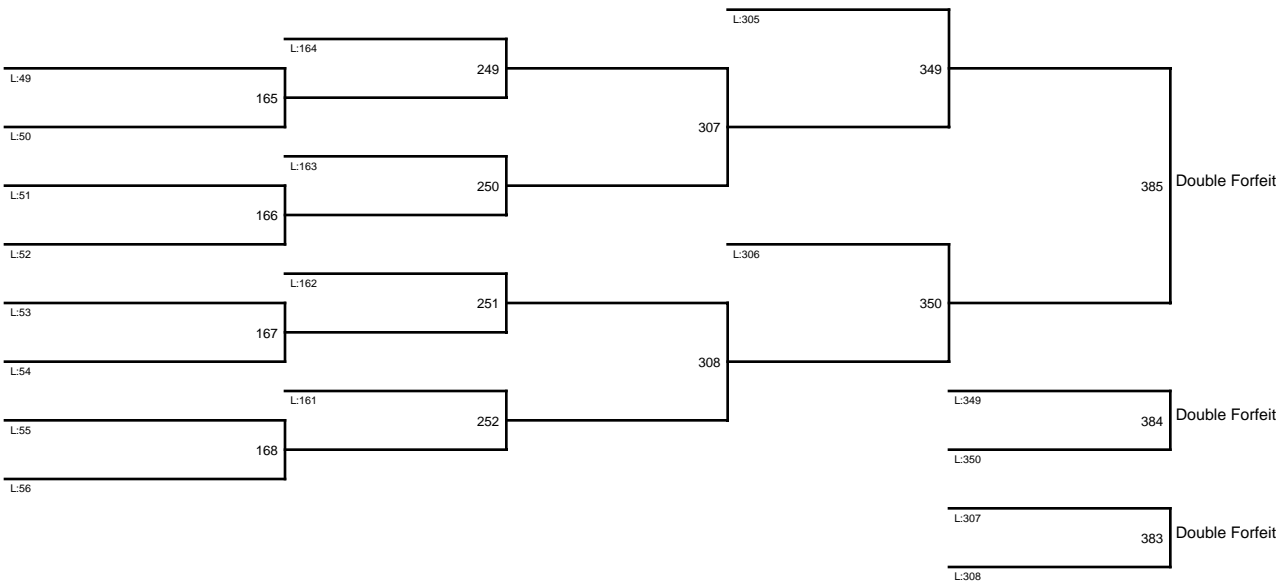 L:305
L:164
249
349
L:49
165
L:50
307
L:163
250
Double Forfeit
385
L:51
166
L:52
L:306
L:162
251
350
L:53
167
L:54
308
L:161
L:349
252
384
Double Forfeit
L:55
168
L:350
L:56
L:307
383
Double Forfeit
L:308